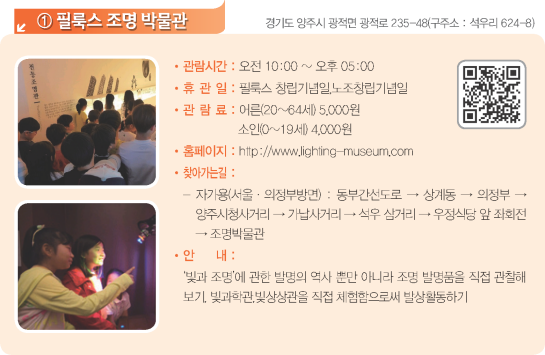 ① 필룩스 조명 박물관
경기도 양주시 광적면 광적로 235-48(구주소 : 석우리 624-8)
• 관람시간 : 오전 10:00 ~ 오후 05:00
• 휴 관 일 : 필룩스 창립기념일,노조창립기념일
• 관 람 료 : 어른(20~64세) 5,000원
소인(0~19세) 4,000원
• 홈페이지 : http://www.lighting-museum.com
• 찾아가는길 :
- 자가용(서울 · 의정부방면) : 동부간선도로 → 상계동 → 의정부 →
양주시청사거리 → 가납사거리 → 석우 삼거리 → 우정식당 앞 좌회전
→ 조명박물관
• 안 내 :
'빛과 조명'에 관한 발명의 역사 뿐만 아니라 조명 발명품을 직접 관찰해
보기, 빛과학관,빛상상관을 직접 체험함으로써 발상활동하기